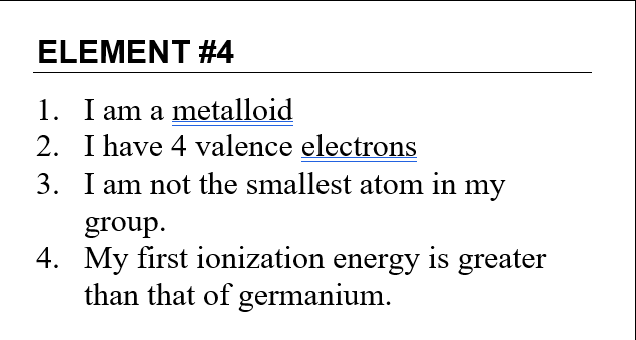 ELEMENT #4
1. I am a metalloid
2. I have 4 valence electrons
3. I am not the smallest atom in my
group.
4. My first ionization energy is greater
than that of germanium.